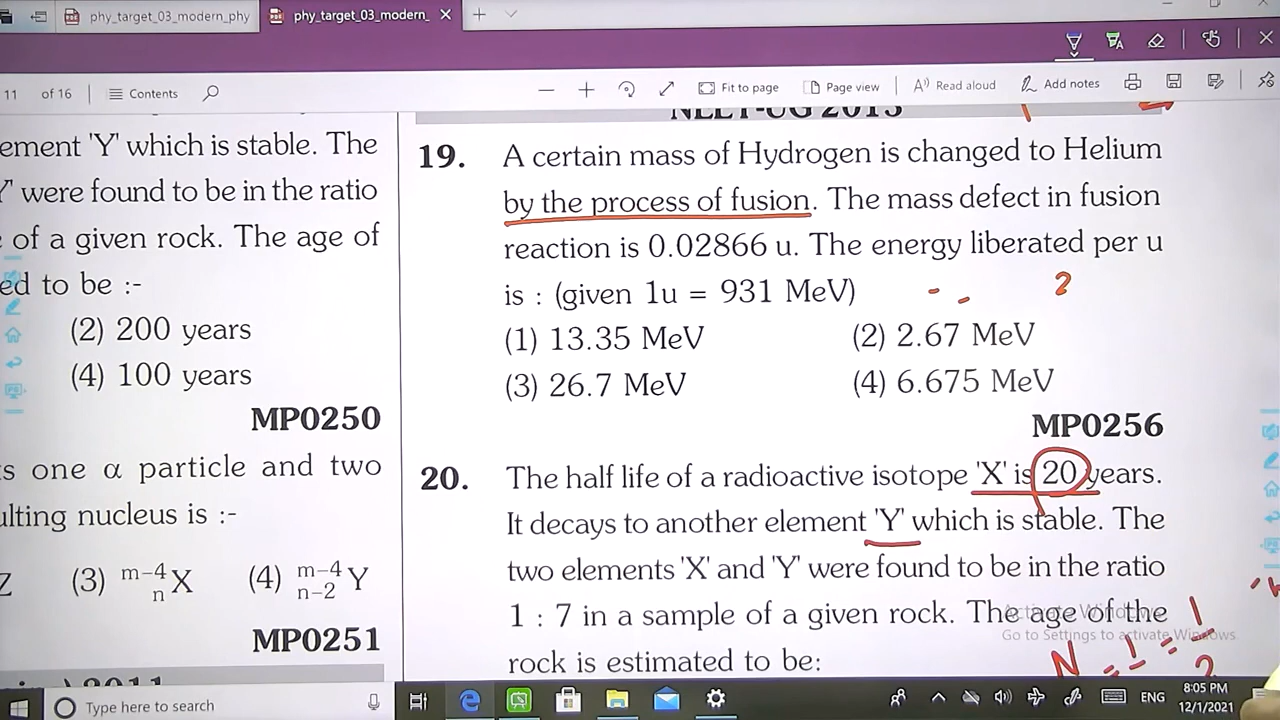 phy_target_03_modern_phy
phy_target_03_modern_
11 of 16
Contents
Fit to page
Page view
Read aloud
Add notes
ement 'Y' which is stable. The
Y' were found to be in the ratio
of a given rock. The age of
ed to be :-
(2) 200 years
(4) 100 years
MP0250
s one α particle and two
ulting nucleus is :-
Z (3) ᵐ⁻⁴ₙX (4) ᵐ⁻⁴ₙ₋₂Y
MP0251
NEET-UG 2013
19. A certain mass of Hydrogen is changed to Helium
by the process of fusion. The mass defect in fusion
reaction is 0.02866 u. The energy liberated per u
is : (given 1u = 931 MeV) ?
(1) 13.35 MeV (2) 2.67 MeV
(3) 26.7 MeV (4) 6.675 MeV
MP0256
20. The half life of a radioactive isotope 'X' is 20 years.
It decays to another element 'Y' which is stable. The
two elements 'X' and 'Y' were found to be in the ratio
1 : 7 in a sample of a given rock. The age of the
rock is estimated to be:
Activate Windows
Go to Settings to activate Windows.
Type here to search
ENG
8:05 PM
12/1/2021